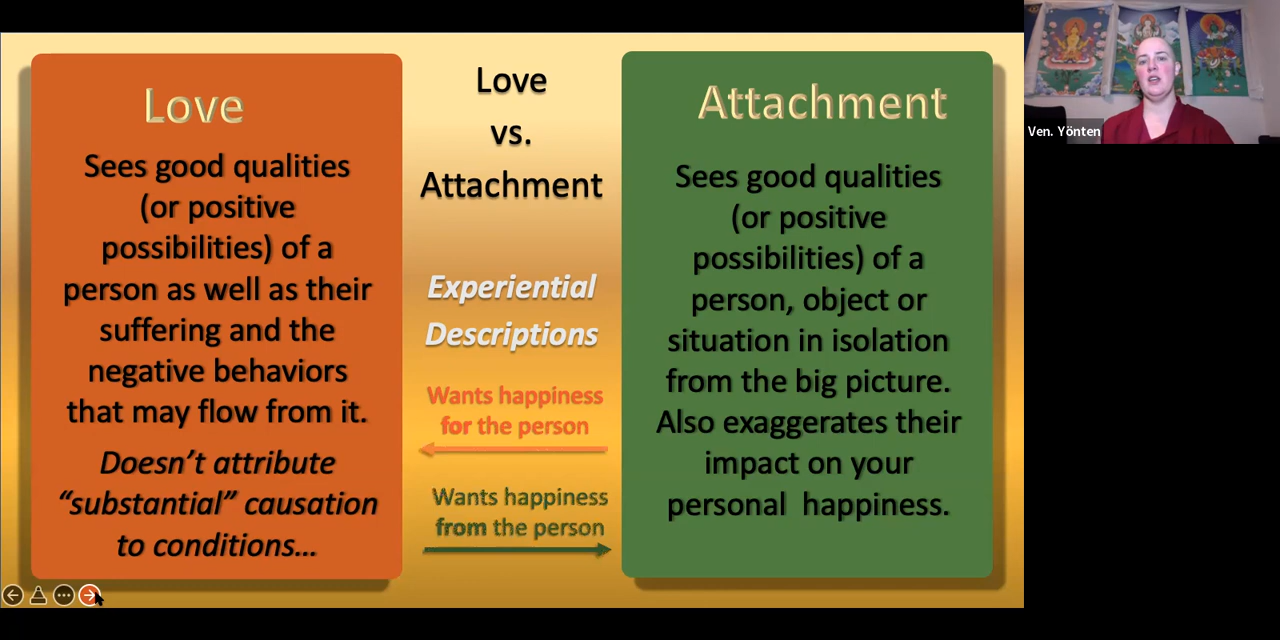 Love
Sees good qualities
(or positive
possibilities) of a
person as well as their
suffering and the
negative behaviors
that may flow from it.
Doesn't attribute
“substantial” causation
to conditions...
Love
vs.
Attachment
Experiential
Descriptions
Wants happiness
for the person
Wants happiness
from the person
Attachment
Sees good qualities
(or positive
possibilities) of a
person, object or
situation in isolation
from the big picture.
Also exaggerates their
impact on your
personal happiness.
Ven. Yönten